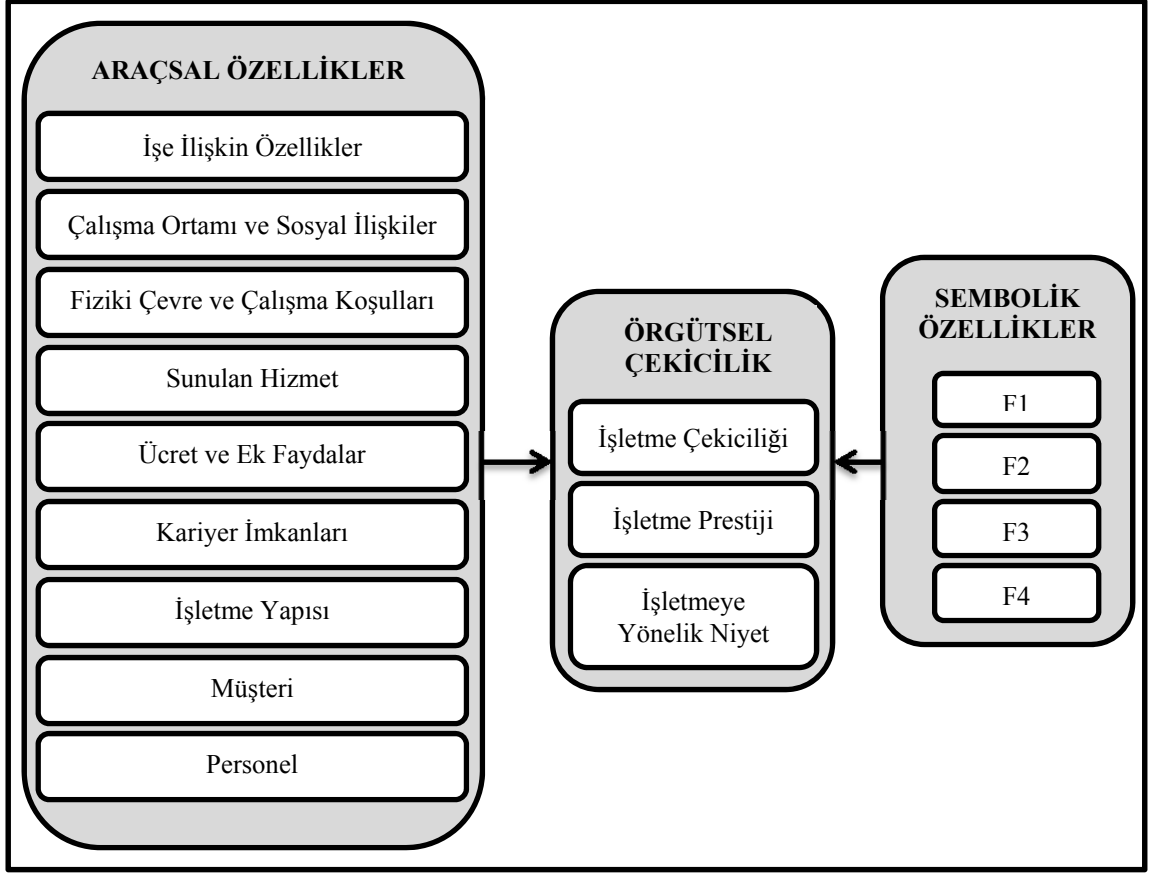 ARAÇSAL ÖZELLİKLER
İşe İlişkin Özellikler
Çalışma Ortamı ve Sosyal İlişkiler
Fiziki Çevre ve Çalışma Koşulları
Sunulan Hizmet
Ücret ve Ek Faydalar
Kariyer İmkanları
İşletme Yapısı
Müşteri
Personel
ÖRGÜTSEL
ÇEKİCİLİK
İşletme Çekiciliği
İşletme Prestiji
İşletmeye
Yönelik Niyet
SEMBOLİK
ÖZELLİKLER
F1
F2
F3
F4